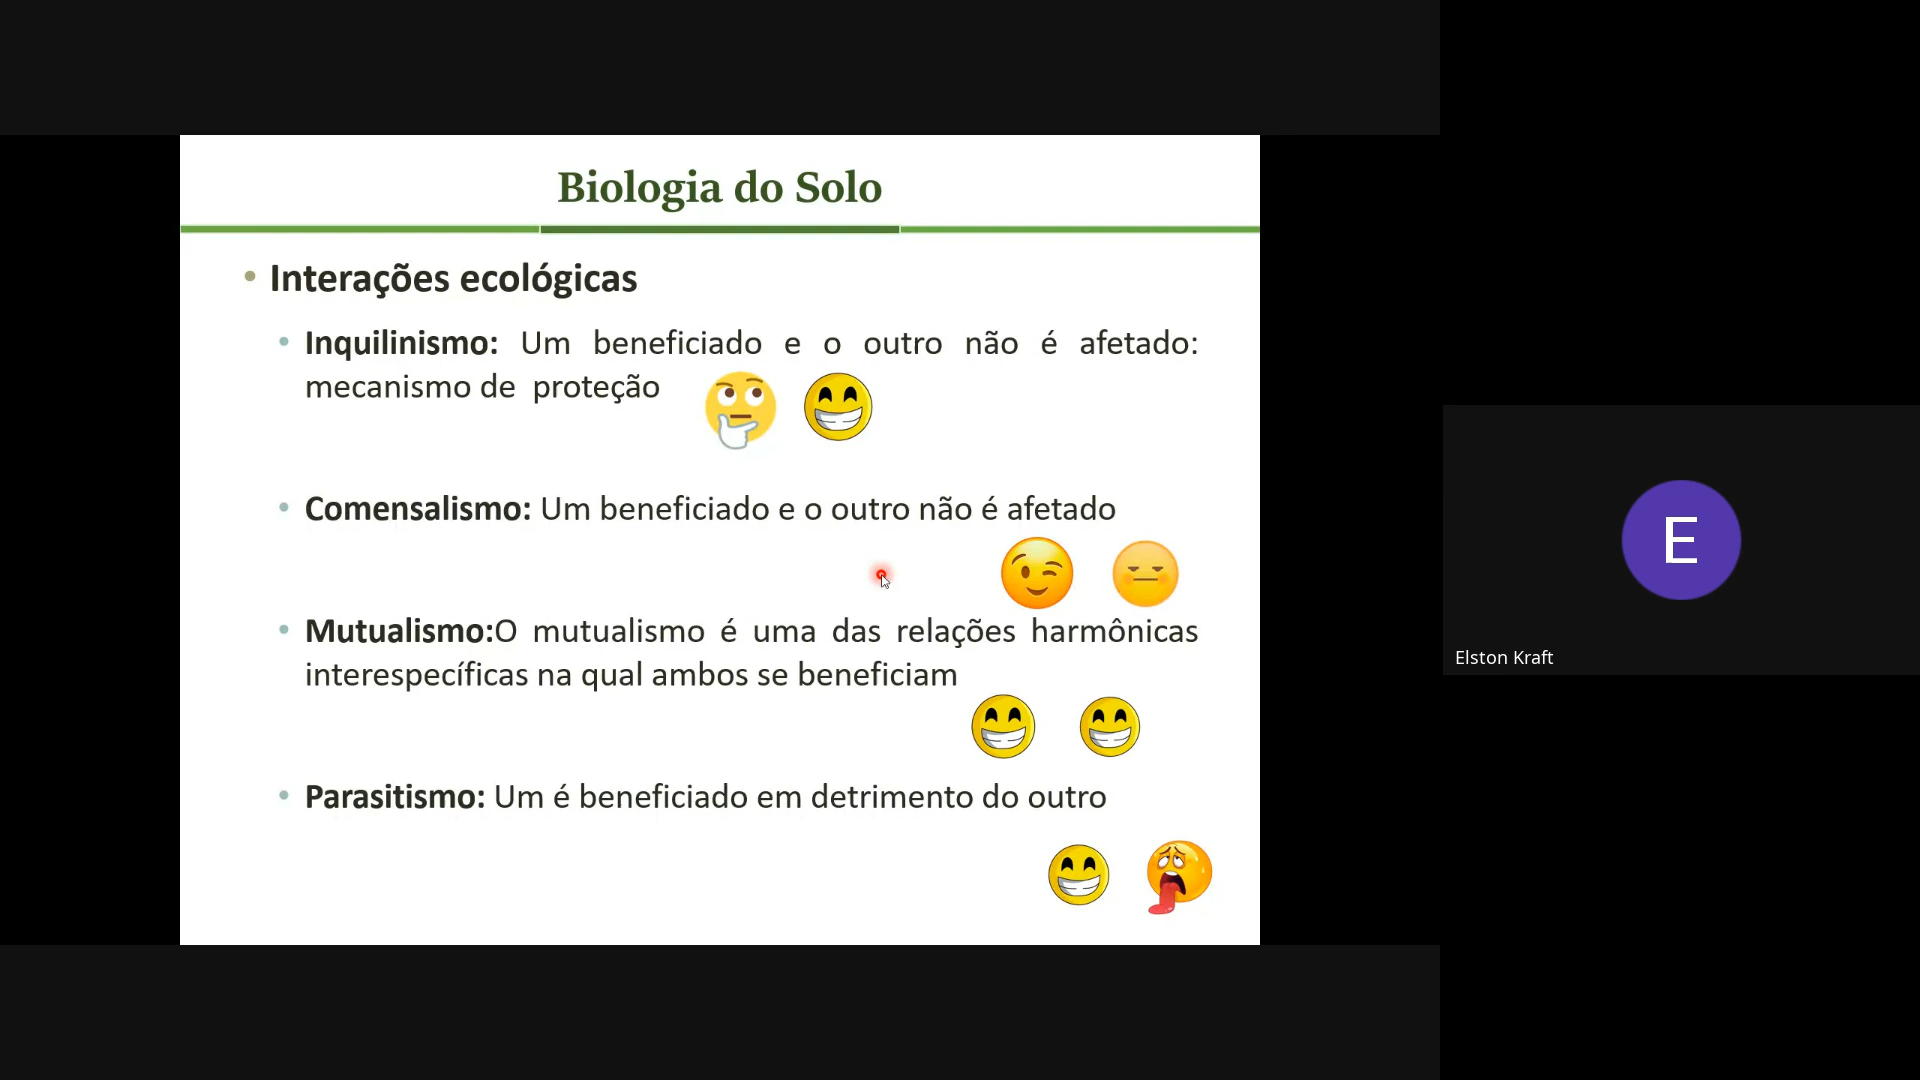 Biologia do Solo
• Interações ecológicas
• Inquilinismo: Um beneficiado e o outro não é afetado:
mecanismo de proteção
• Comensalismo: Um beneficiado e o outro não é afetado
• Mutualismo:O mutualismo é uma das relações harmônicas
interespecíficas na qual ambos se beneficiam
• Parasitismo: Um é beneficiado em detrimento do outro
E
Elston Kraft